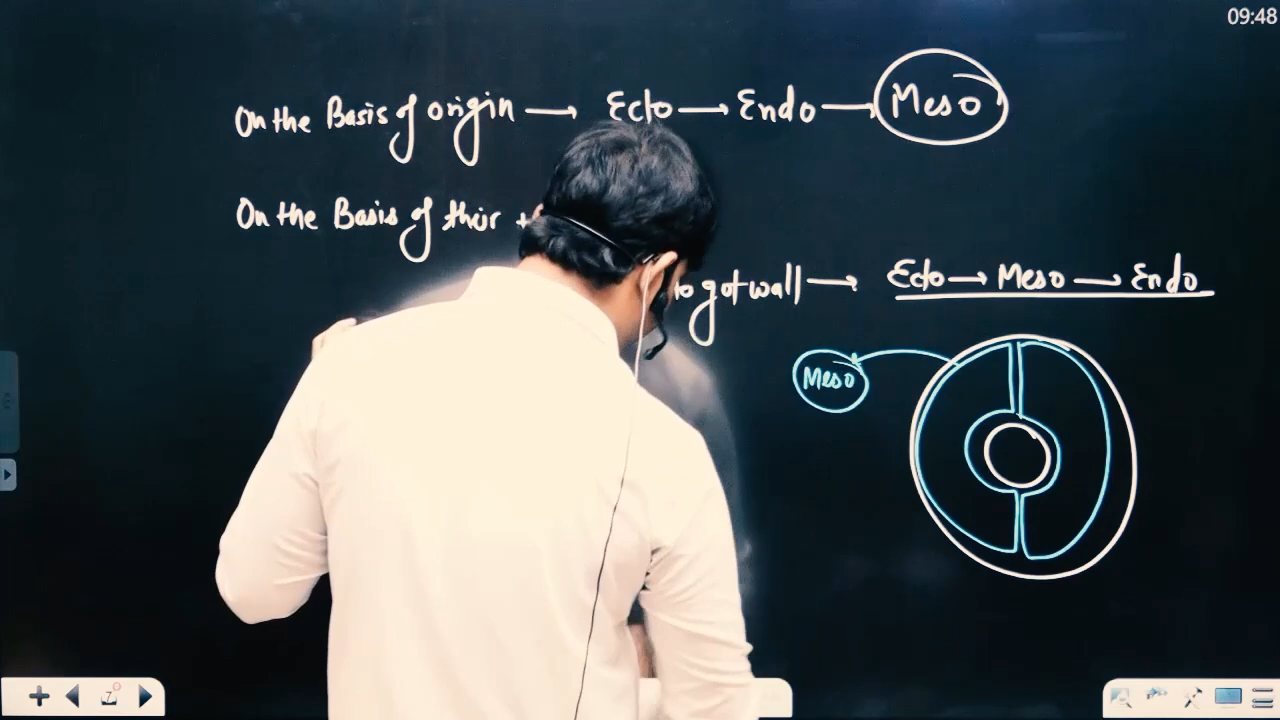 09:48
On the Basis of origin → Ecto → Endo → Meso
On the Basis of their
wall → Ecto → Meso → Endo
Meso